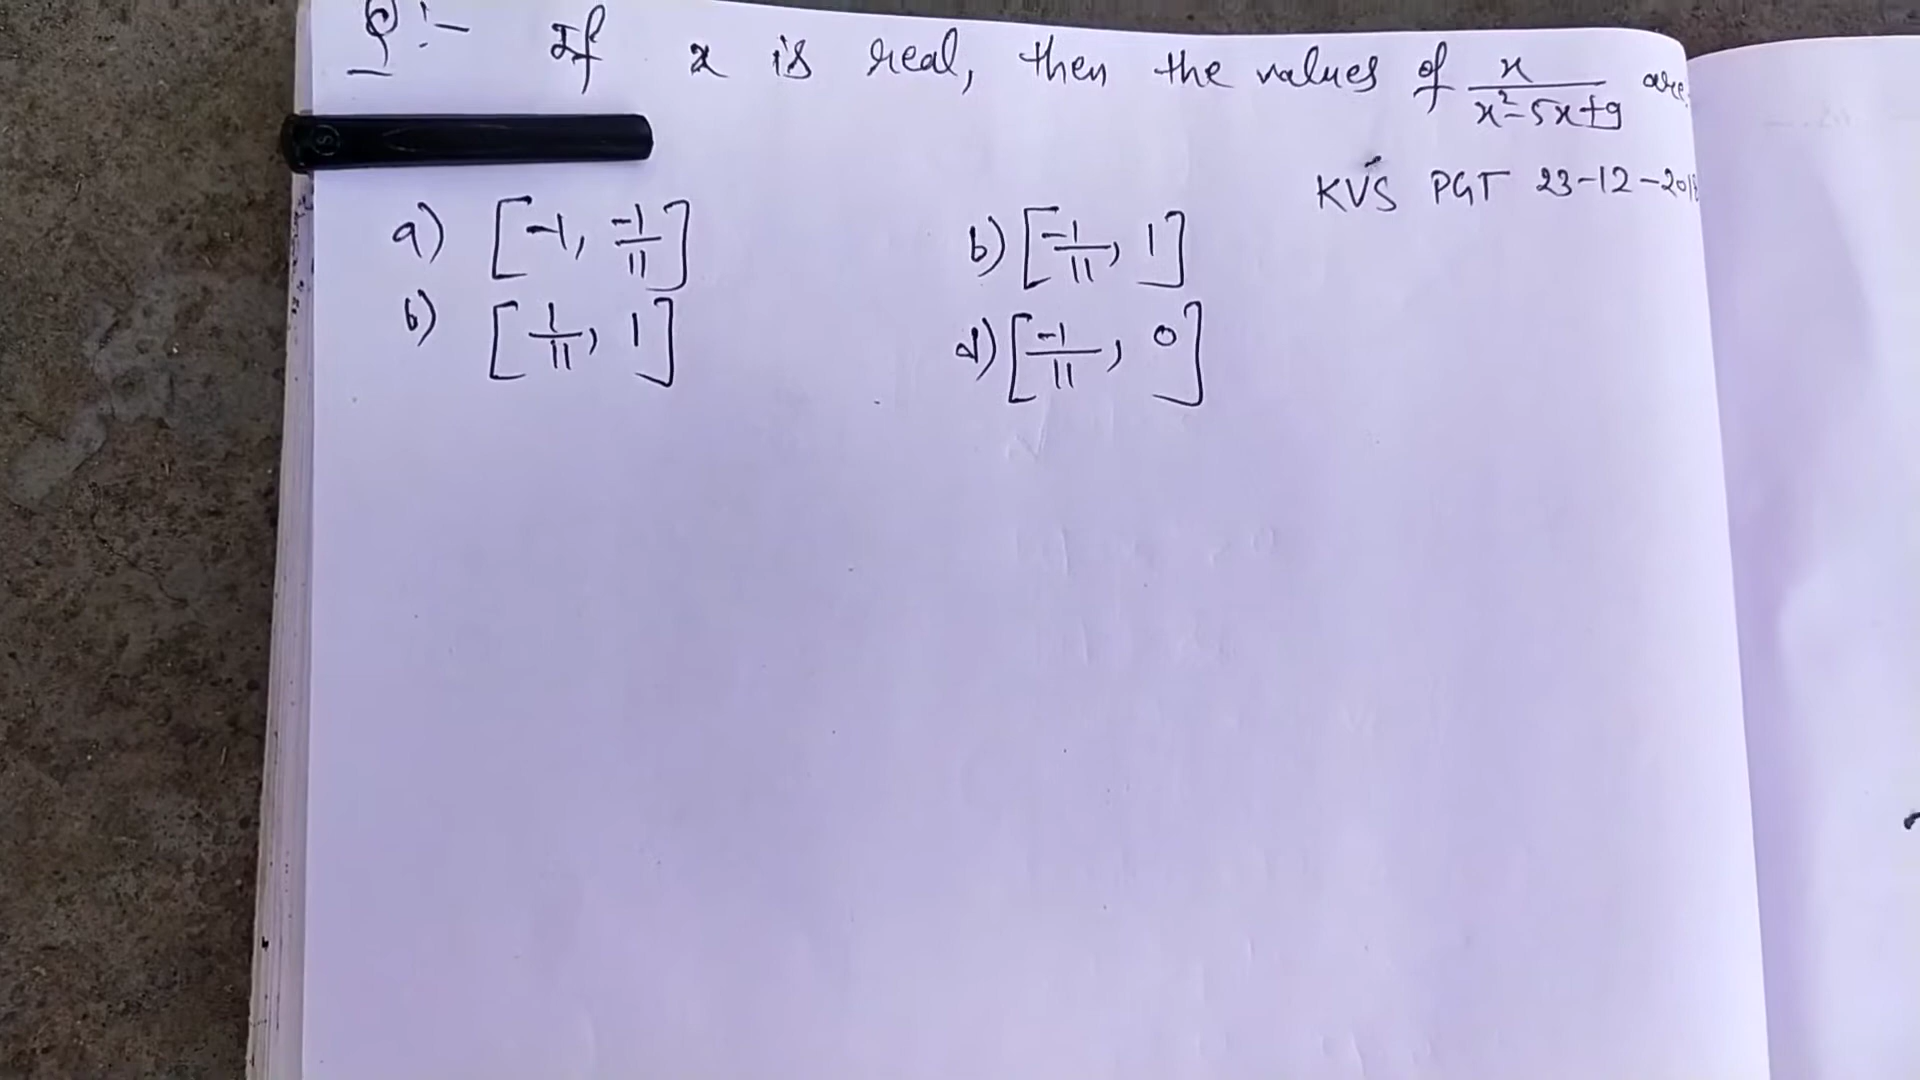 Q:- If x is real, then the values of x/(x²-5x+9) are:
KVS PGT 23-12-2018
a) [-1, -1/11] b) [-1/11, 1]
b) [1/11, 1] d) [-1/11, 0]